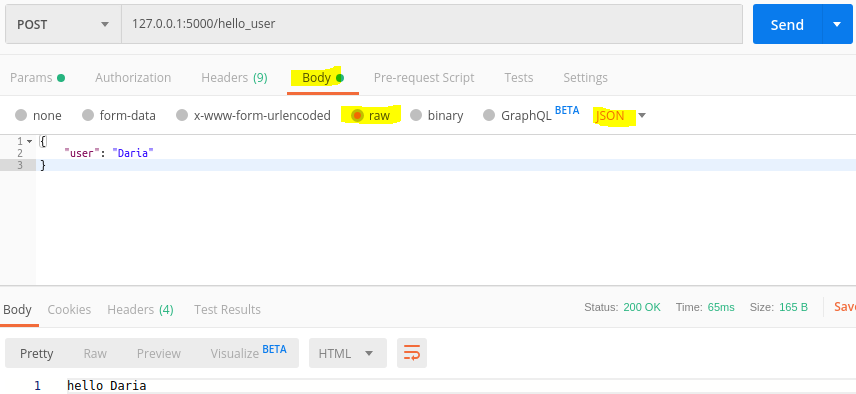 POST 127.0.0.1:5000/hello_user Send
Params Authorization Headers (9) Body Pre-request Script Tests Settings
none form-data x-www-form-urlencoded raw binary GraphQL BETA JSON
1 {
2 "user": "Daria"
3 }
Body Cookies Headers (4) Test Results Status: 200 OK Time: 65ms Size: 165 B Save
Pretty Raw Preview Visualize BETA HTML
1 hello Daria